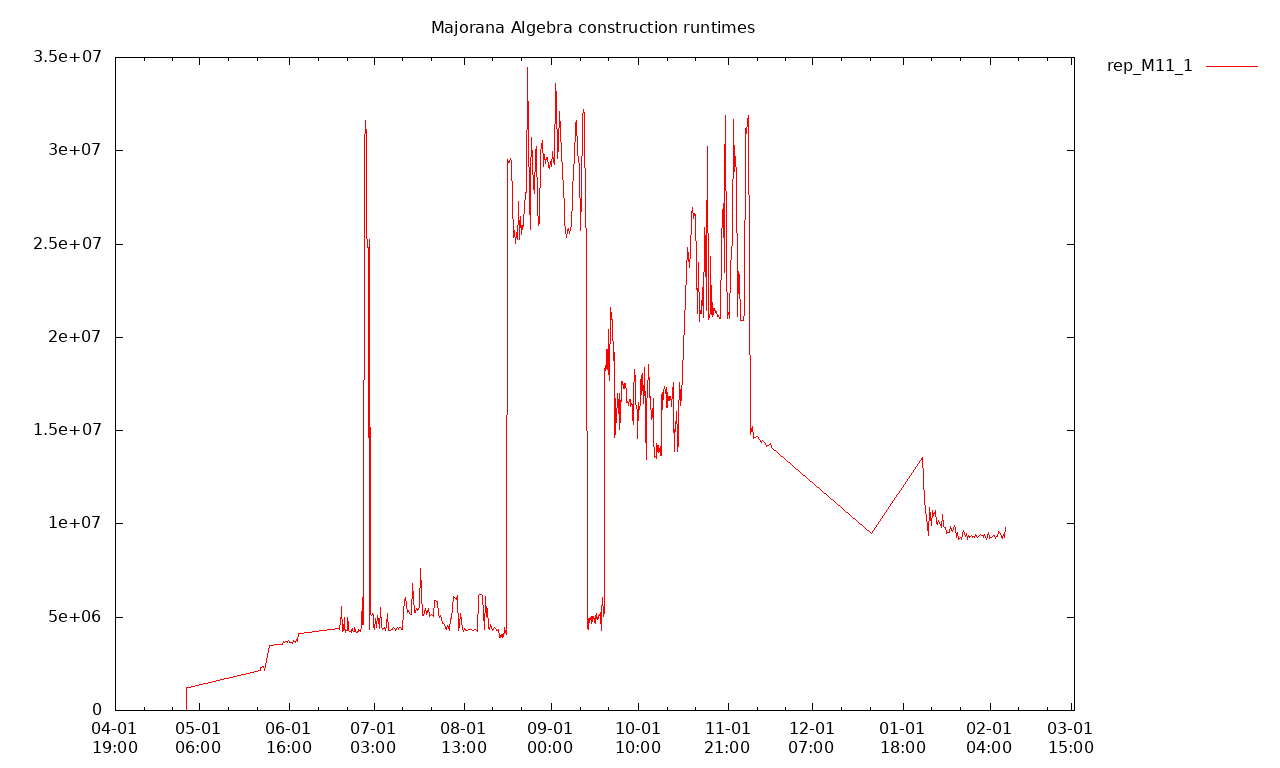 Majorana Algebra construction runtimes
rep_M11_1
3.5e+07
3e+07
2.5e+07
2e+07
1.5e+07
1e+07
5e+06
0
04-01 05-01 06-01 07-01 08-01 09-01 10-01 11-01 12-01 01-01 02-01 03-01
19:00 06:00 16:00 03:00 13:00 00:00 10:00 21:00 07:00 18:00 04:00 15:00